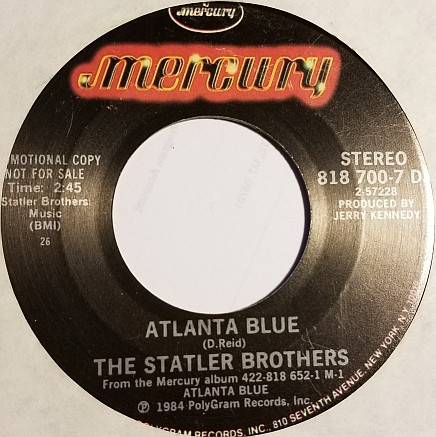 mercury
mercury
MOTIONAL COPY
NOT FOR SALE
Time: 2:45
Statler Brothers
Music
(BMI)
26
STEREO
818 700-7 D
2-57228
PRODUCED BY
JERRY KENNEDY
ATLANTA BLUE
(D.Reid)
THE STATLER BROTHERS
From the Mercury album 422-818 652-1 M-1
ATLANTA BLUE
℗ 1984 PolyGram Records, Inc.
POLYGRAM RECORDS, INC., 810 SEVENTH AVENUE, NEW YORK, N.Y.